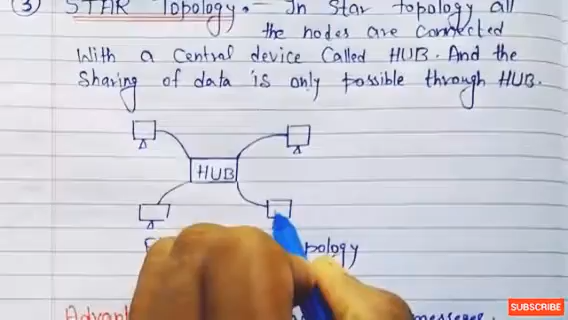 ③ STAR Topology. - In Star topology all
the nodes are connected
With a central device called HUB. And the
Sharing of data is only possible through HUB.
HUB
messages.
SUBSCRIBE